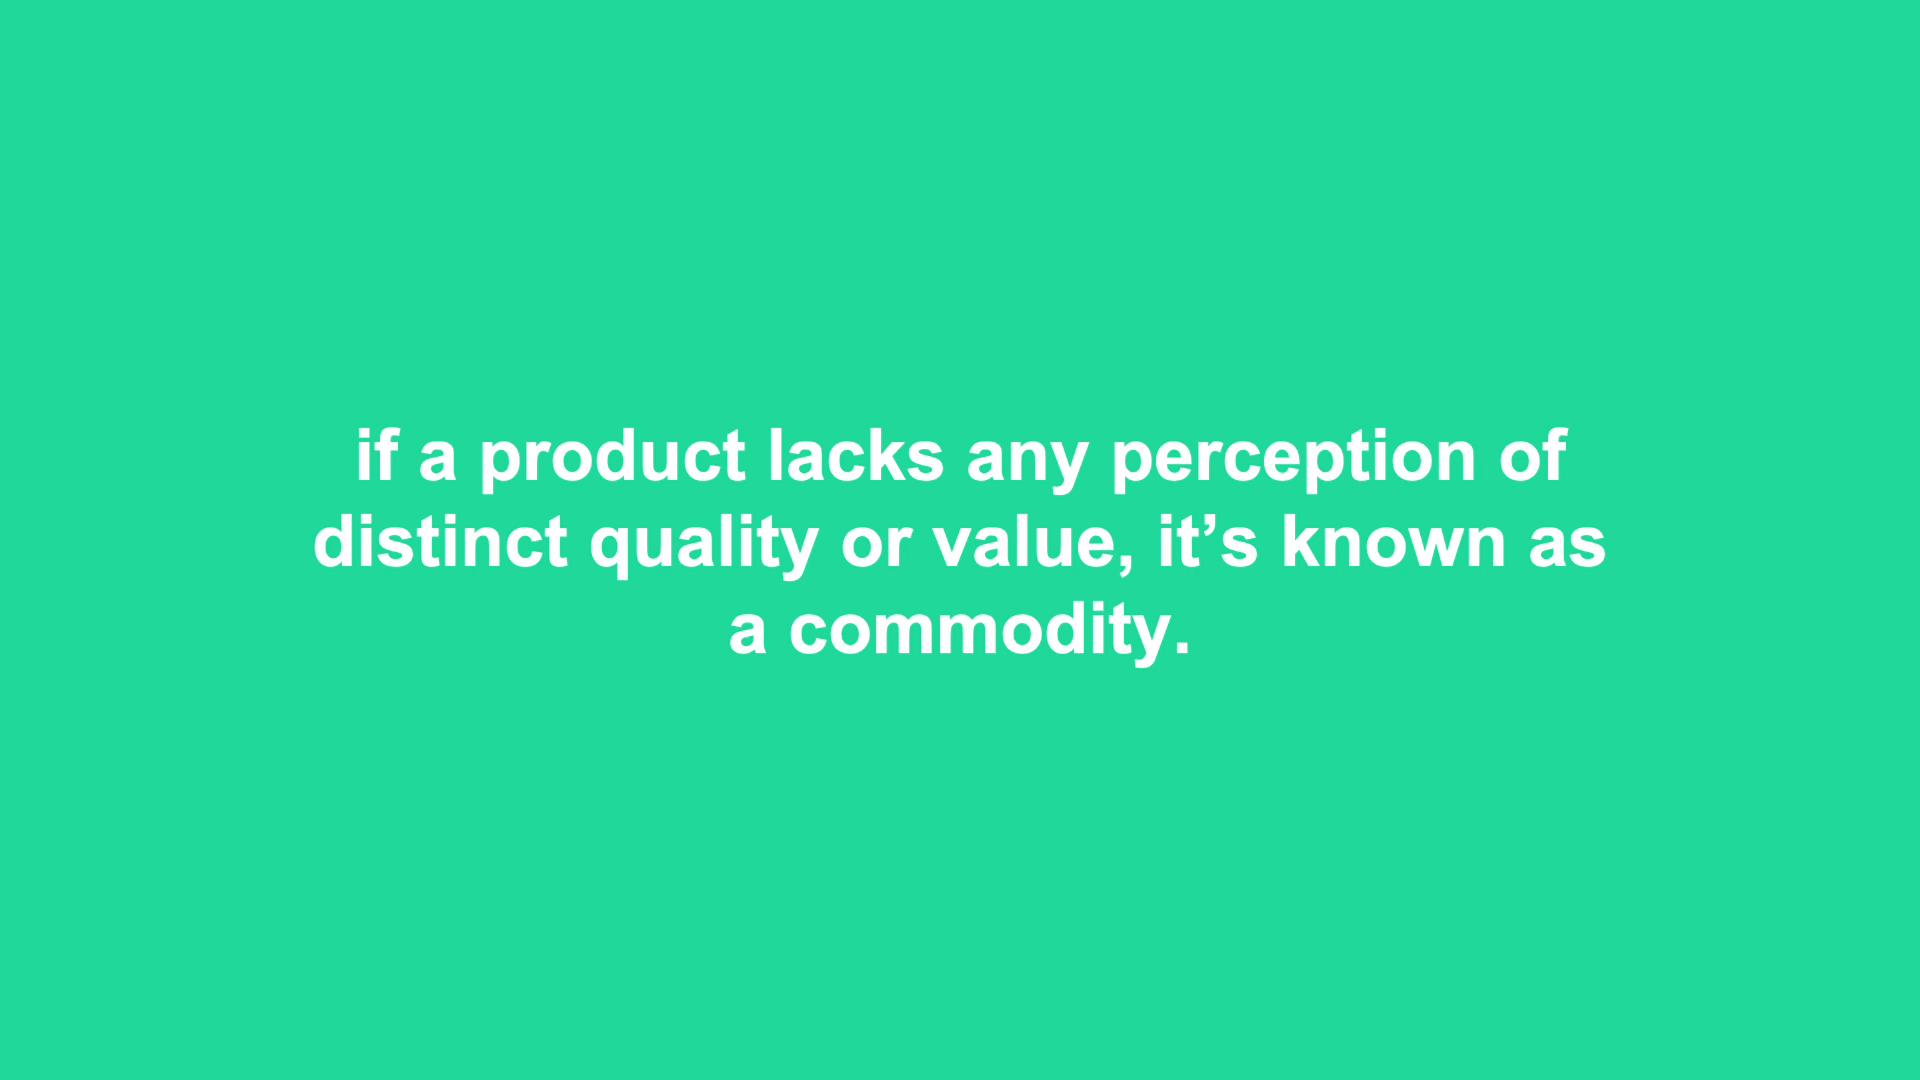 if a product lacks any perception of
distinct quality or value, it’s known as
a commodity.